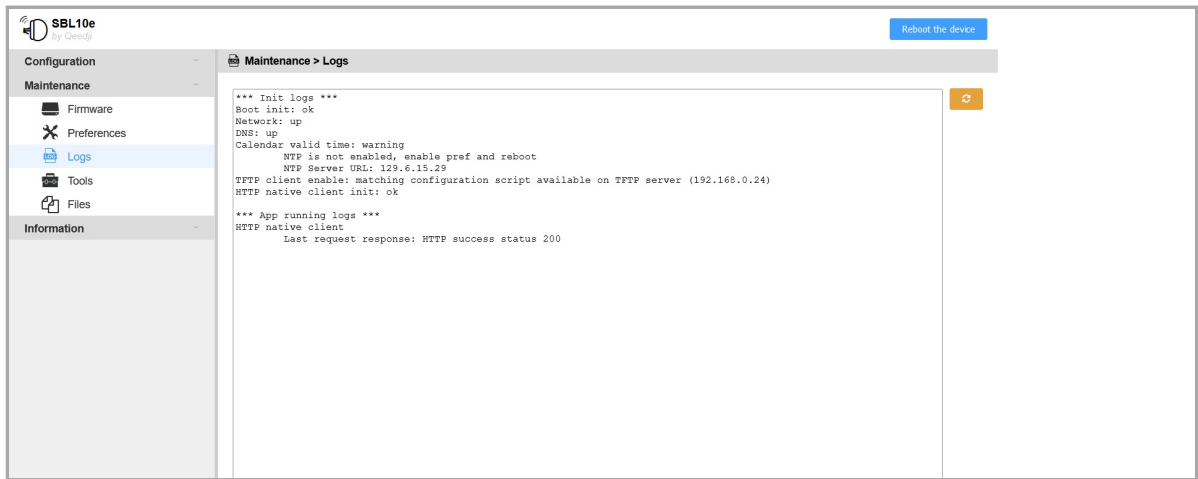 SBL10e
by Qeedji
Reboot the device
Configuration
Maintenance
Firmware
Preferences
Logs
Tools
Files
Information
Maintenance > Logs
*** Init logs ***
Boot init: ok
Network: up
DNS: up
Calendar valid time: warning
NTP is not enabled, enable pref and reboot
NTP Server URL: 129.6.15.29
TFTP client enable: matching configuration script available on TFTP server (192.168.0.24)
HTTP native client init: ok
*** App running logs ***
HTTP native client
Last request response: HTTP success status 200